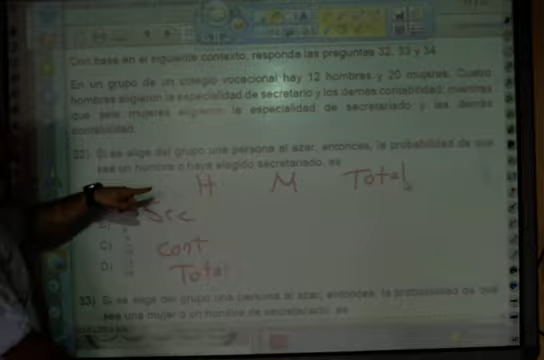 Con base en el siguiente contexto, responda las preguntas 32, 33 y 34
En un grupo de un colegio vocacional hay 12 hombres y 20 mujeres. Cuatro
hombres eligieron la especialidad de secretario y los demás contabilidad; mientras
que seis mujeres eligieron la especialidad de secretariado y las demás
contabilidad.
32) Si se elige del grupo una persona al azar, entonces, la probabilidad de que
sea un hombre o haya elegido secretariado, es
H M Total
Sec
B)
C) cont
D) Total
33) Si se elige del grupo una persona al azar, entonces, la probabilidad de que
sea una mujer o un hombre de secretariado, es